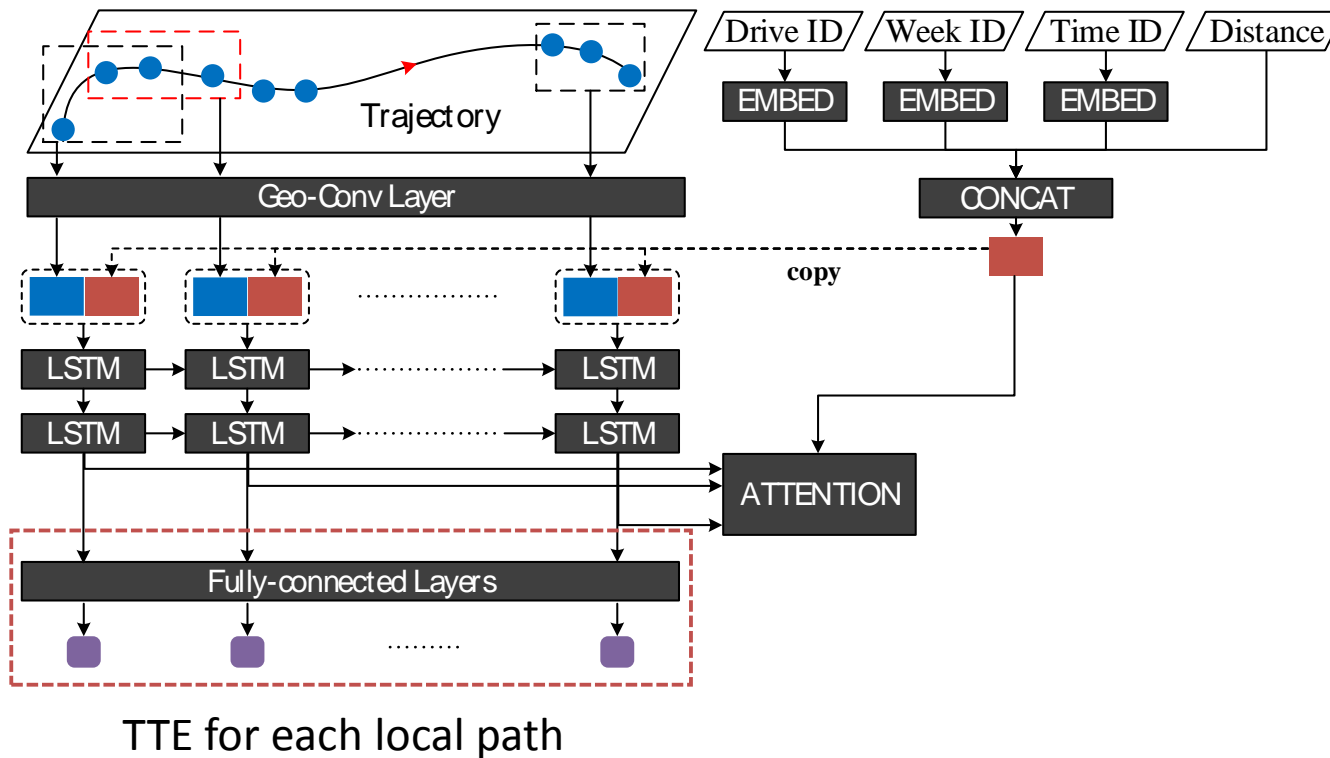 Drive ID
Week ID
Time ID
Distance
EMBED
EMBED
EMBED
Trajectory
Geo-Conv Layer
CONCAT
copy
LSTM
LSTM
LSTM
LSTM
LSTM
LSTM
ATTENTION
Fully-connected Layers
TTE for each local path